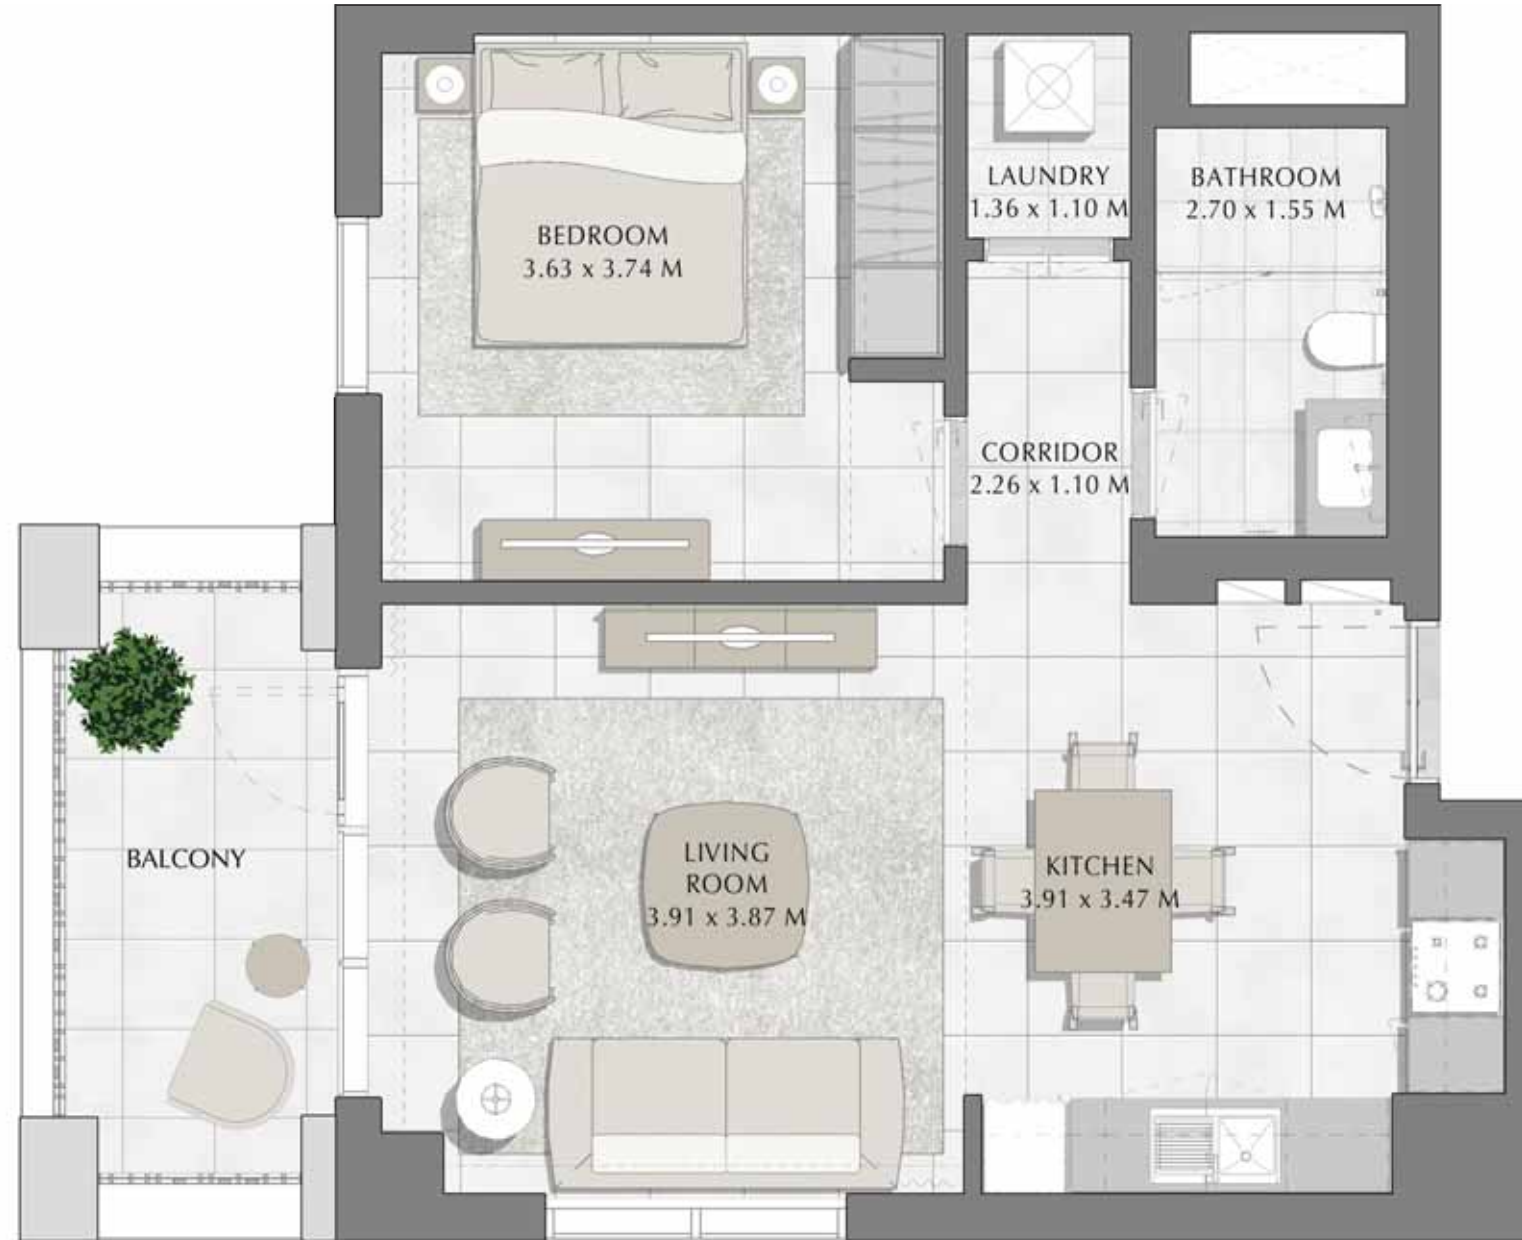 LAUNDRY
1.36 x 1.10 M
BATHROOM
2.70 x 1.55 M
BEDROOM
3.63 x 3.74 M
CORRIDOR
2.26 x 1.10 M
BALCONY
LIVING
ROOM
3.91 x 3.87 M
KITCHEN
3.91 x 3.47 M